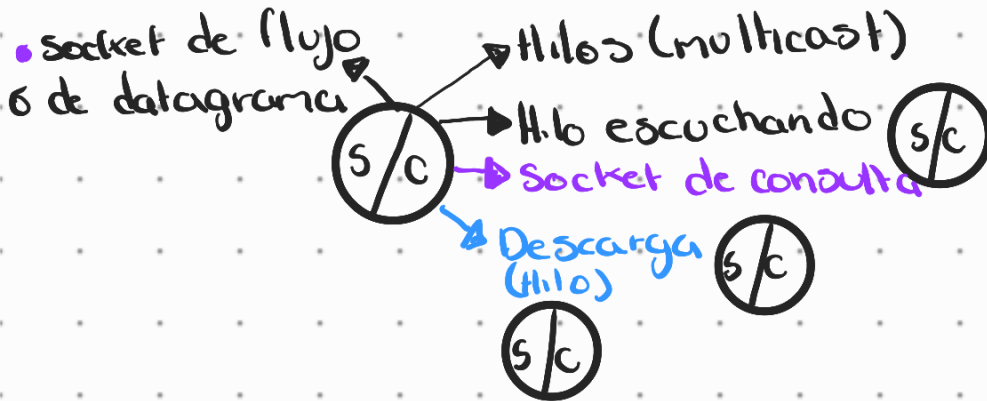 • socket de flujo
ó de datagrama
Hilos (multicast)
Hilo escuchando
S/C
S/C
Socket de consulta
Descarga
(Hilo)
S/C
S/C